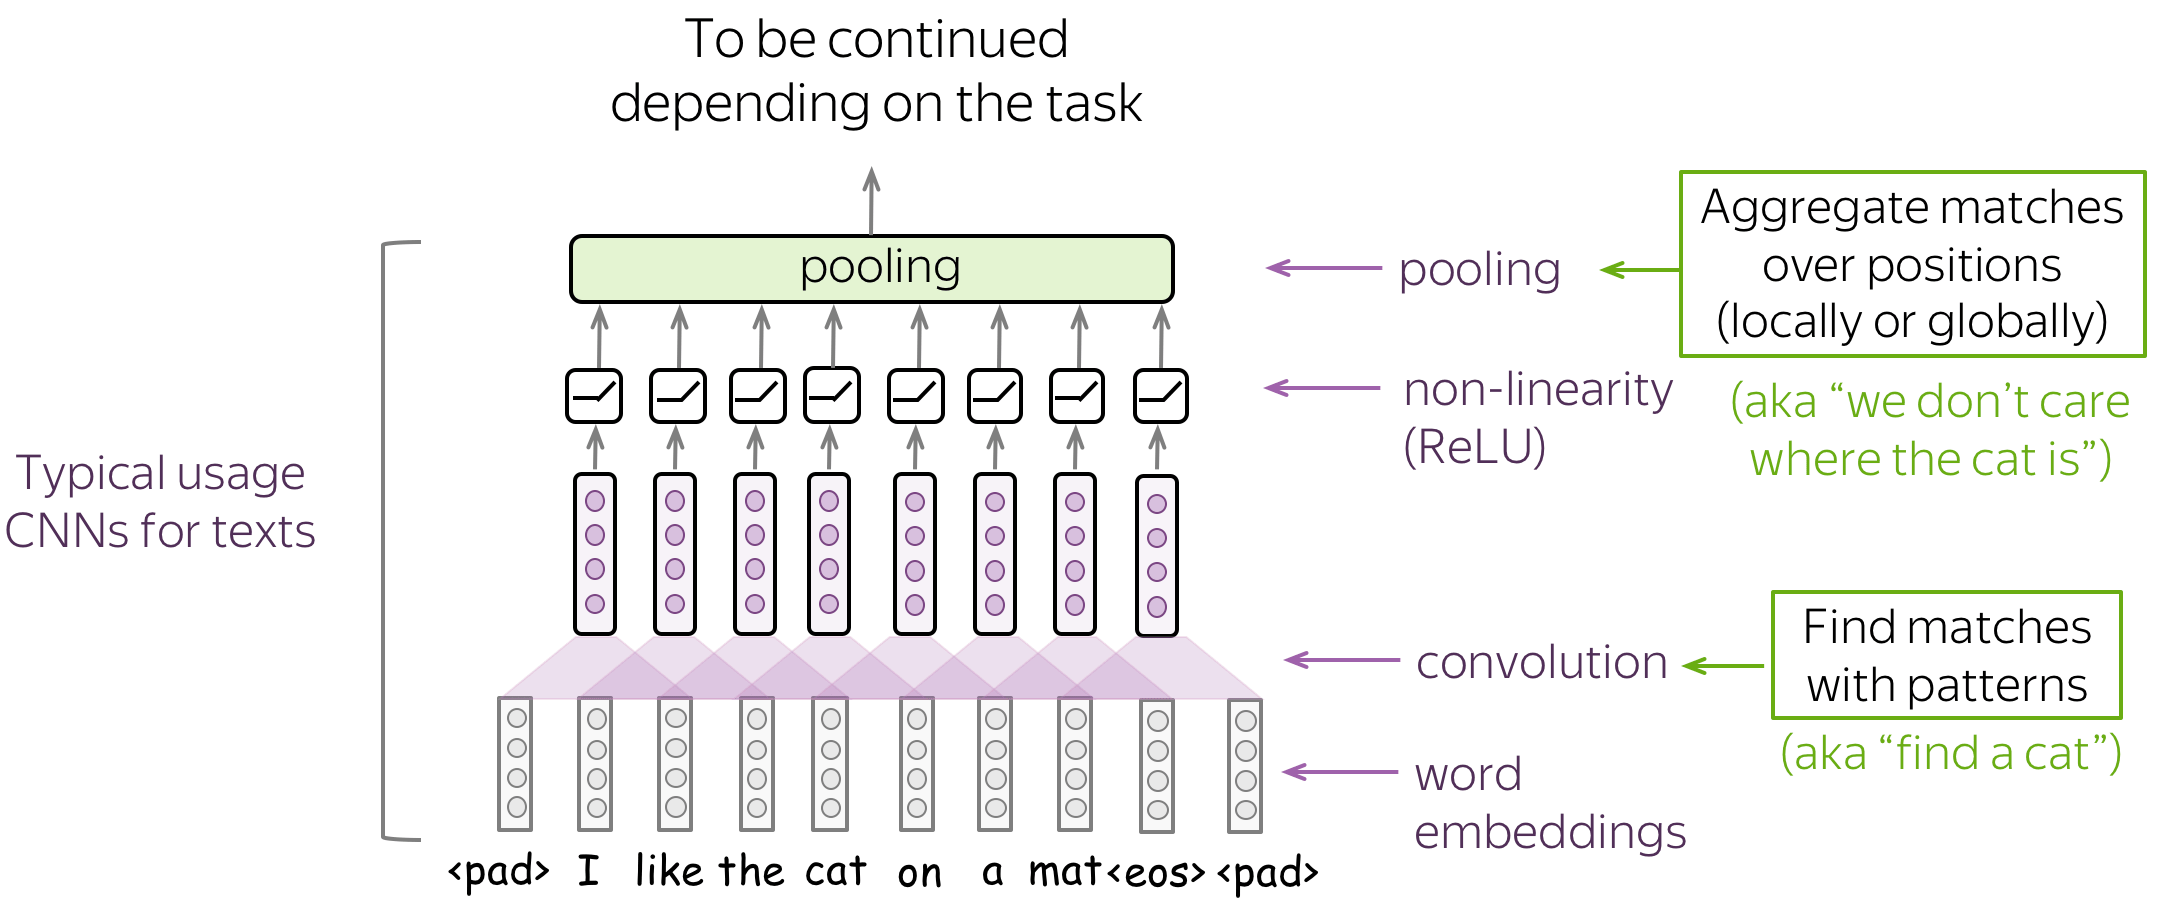 To be continued
depending on the task
pooling
pooling
Aggregate matches
over positions
(locally or globally)
(aka “we don’t care
where the cat is”)
non-linearity
(ReLU)
Typical usage
CNNs for texts
convolution
Find matches
with patterns
(aka “find a cat”)
word
embeddings
<pad> I like the cat on a mat <eos> <pad>